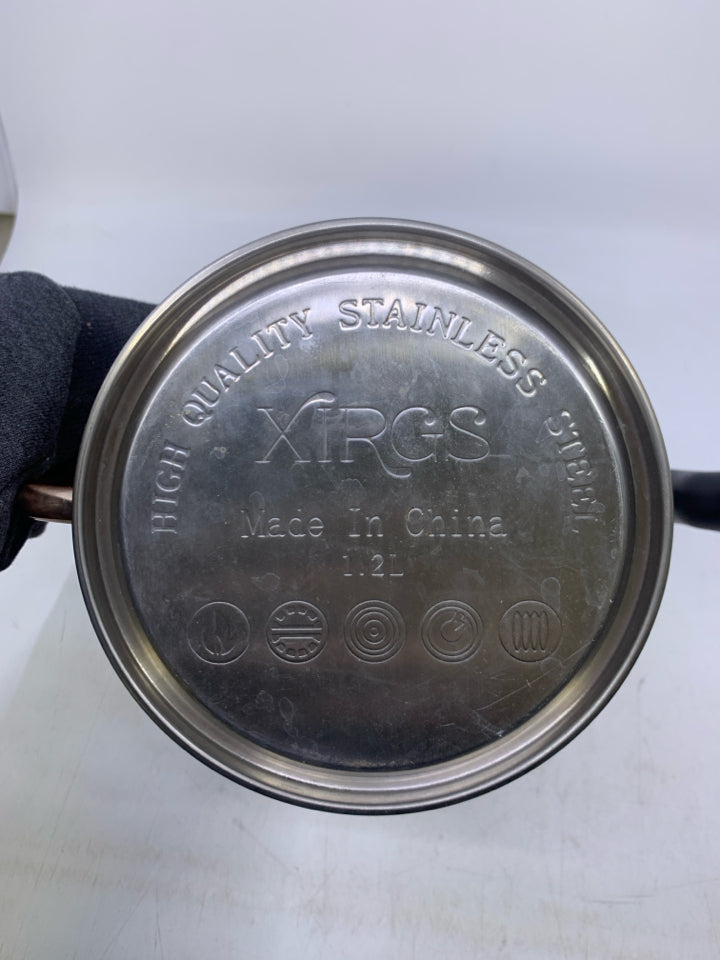 HIGH QUALITY STAINLESS STEEL
XIRGS
Made In China
1.2L